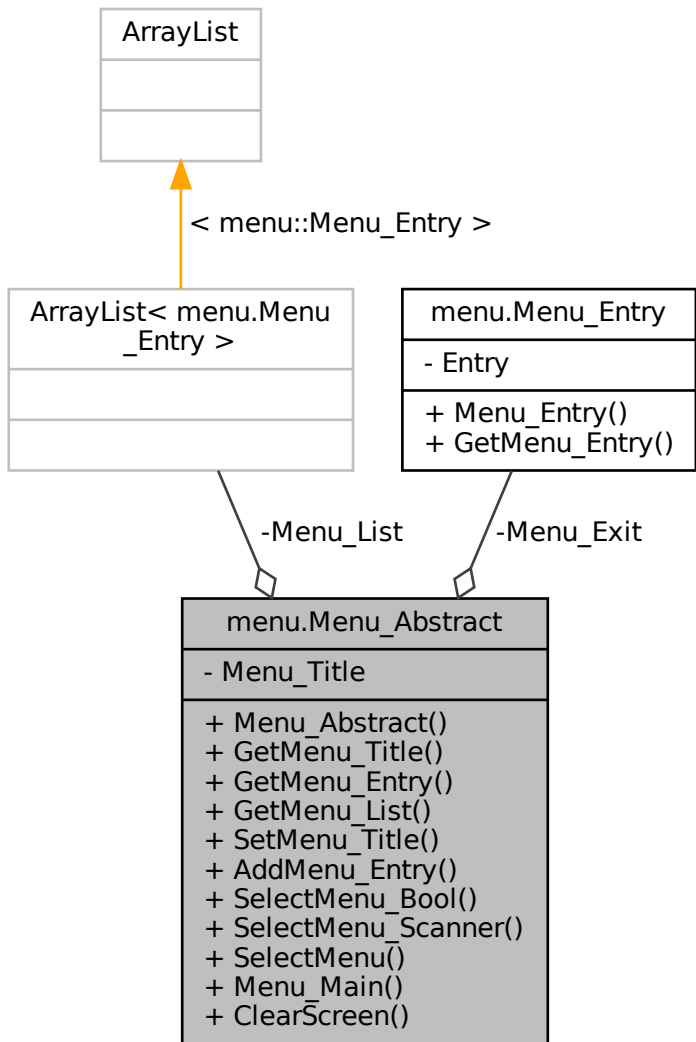 ArrayList
< menu::Menu_Entry >
ArrayList< menu.Menu
_Entry >
menu.Menu_Entry
- Entry
+ Menu_Entry()
+ GetMenu_Entry()
-Menu_List
-Menu_Exit
menu.Menu_Abstract
- Menu_Title
+ Menu_Abstract()
+ GetMenu_Title()
+ GetMenu_Entry()
+ GetMenu_List()
+ SetMenu_Title()
+ AddMenu_Entry()
+ SelectMenu_Bool()
+ SelectMenu_Scanner()
+ SelectMenu()
+ Menu_Main()
+ ClearScreen()